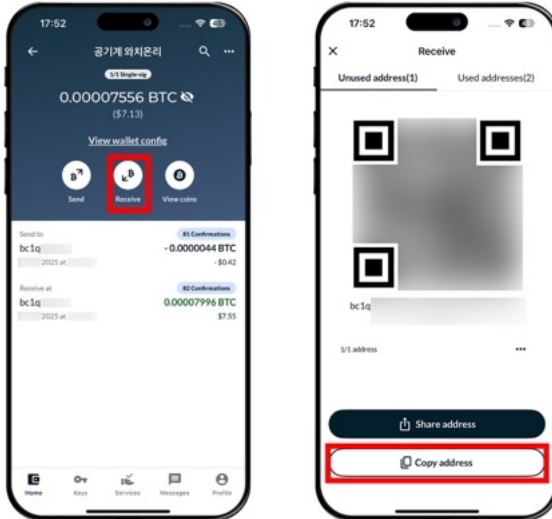 17:52
공기계 와치온리
1/1 Single-sig
0.00007556 BTC
($7.13)
View wallet config
Send
Receive
View coins
Send to
81 Confirmations
bc1q
- 0.0000044 BTC
2025 at
- $0.42
Receive at
82 Confirmations
bc1q
0.00007996 BTC
2025 at
$7.55
Home
Keys
Services
Messages
Profile
17:52
Receive
Unused address(1)
Used addresses(2)
bc1q
1/1 address
Share address
Copy address